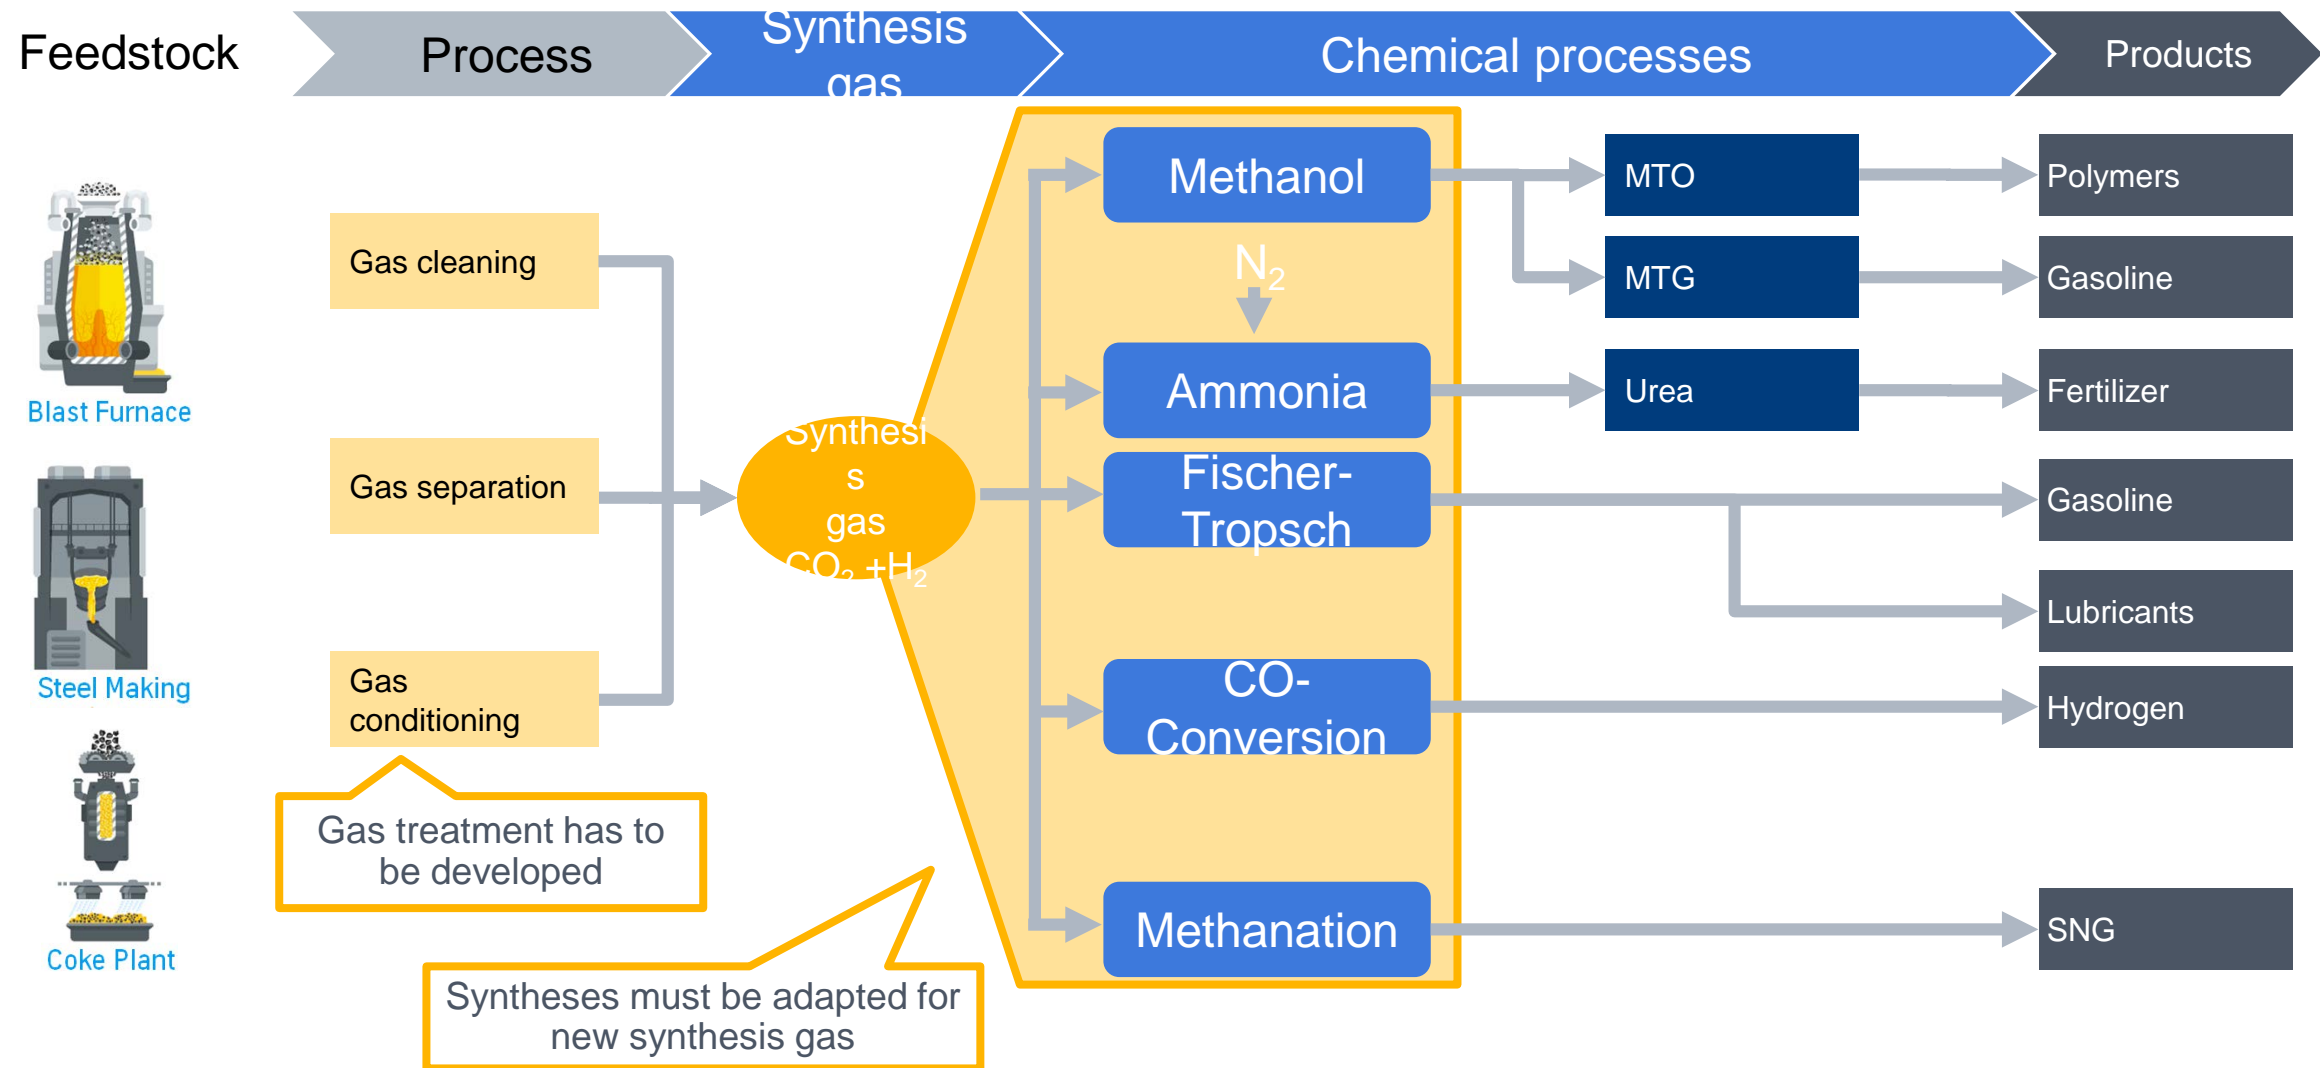 Feedstock
Process
Synthesis
gas
Chemical processes
Products
Blast Furnace
Steel Making
Coke Plant
Gas cleaning
Gas separation
Gas
conditioning
Gas treatment has to
be developed
Synthesi
s
gas
CO₂ +H₂
Syntheses must be adapted for
new synthesis gas
Methanol
N₂
Ammonia
Fischer-
Tropsch
CO-
Conversion
Methanation
MTO
MTG
Urea
Polymers
Gasoline
Fertilizer
Gasoline
Lubricants
Hydrogen
SNG